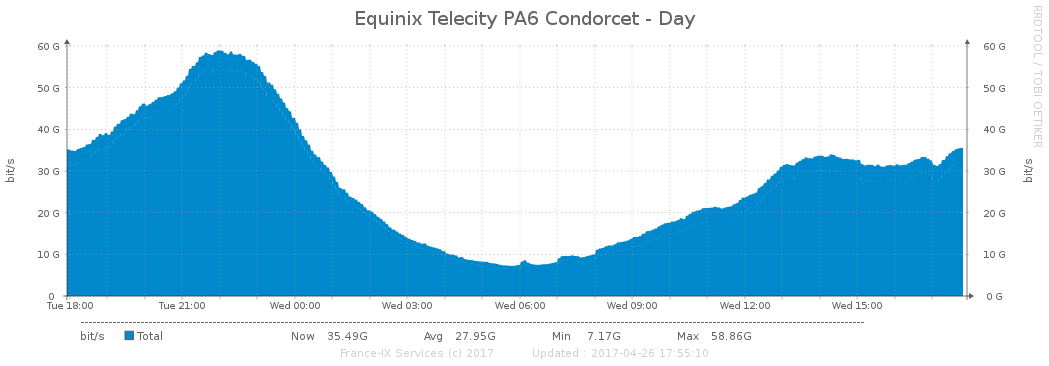 Equinix Telecity PA6 Condorcet - Day
RRDTOOL / TOBI OETIKER
bit/s
60 G 60 G
50 G 50 G
40 G 40 G
30 G 30 G
20 G 20 G
10 G 10 G
0 0 G
bit/s
Tue 18:00 Tue 21:00 Wed 00:00 Wed 03:00 Wed 06:00 Wed 09:00 Wed 12:00 Wed 15:00
bit/s Total Now 35.49G Avg 27.95G Min 7.17G Max 58.86G
France-IX Services (c) 2017 Updated : 2017-04-26 17:55:10